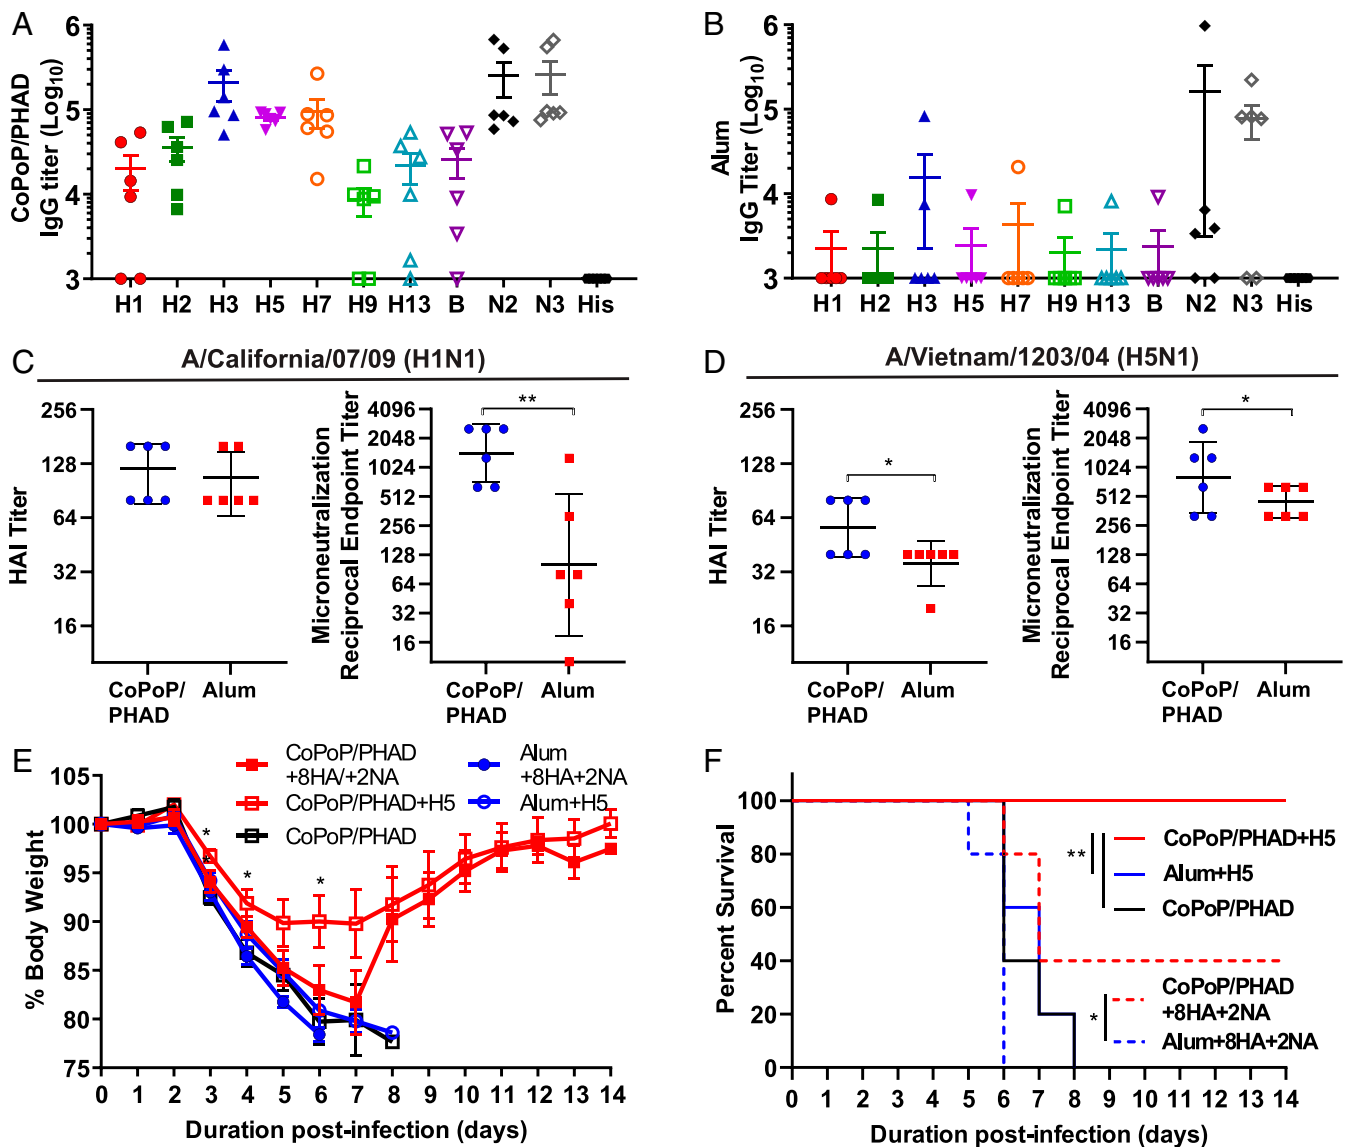 A
CoPoP/PHAD
IgG titer (Log10)
6
5
4
3
H1 H2 H3 H5 H7 H9 H13 B N2 N3 His
B
Alum
IgG Titer (Log10)
6
5
4
3
H1 H2 H3 H5 H7 H9 H13 B N2 N3 His
C
A/California/07/09 (H1N1)
HAI Titer
256
128
64
32
16
CoPoP/
PHAD
Alum
Microneutralization
Reciprocal Endpoint Titer
4096
2048
1024
512
256
128
64
32
16
**
CoPoP/
PHAD
Alum
D
A/Vietnam/1203/04 (H5N1)
HAI Titer
256
128
64
32
16
*
CoPoP/
PHAD
Alum
Microneutralization
Reciprocal Endpoint Titer
4096
2048
1024
512
256
128
64
32
16
*
CoPoP/
PHAD
Alum
E
CoPoP/PHAD
+8HA/+2NA
CoPoP/PHAD+H5
CoPoP/PHAD
Alum
+8HA+2NA
Alum+H5
% Body Weight
105
100
95
90
85
80
75
*
*
*
*
0 1 2 3 4 5 6 7 8 9 10 11 12 13 14
Duration post-infection (days)
F
Percent Survival
100
80
60
40
20
0
**
CoPoP/PHAD+H5
Alum+H5
CoPoP/PHAD
*
CoPoP/PHAD
+8HA+2NA
Alum+8HA+2NA
0 1 2 3 4 5 6 7 8 9 10 11 12 13 14
Duration post-infection (days)